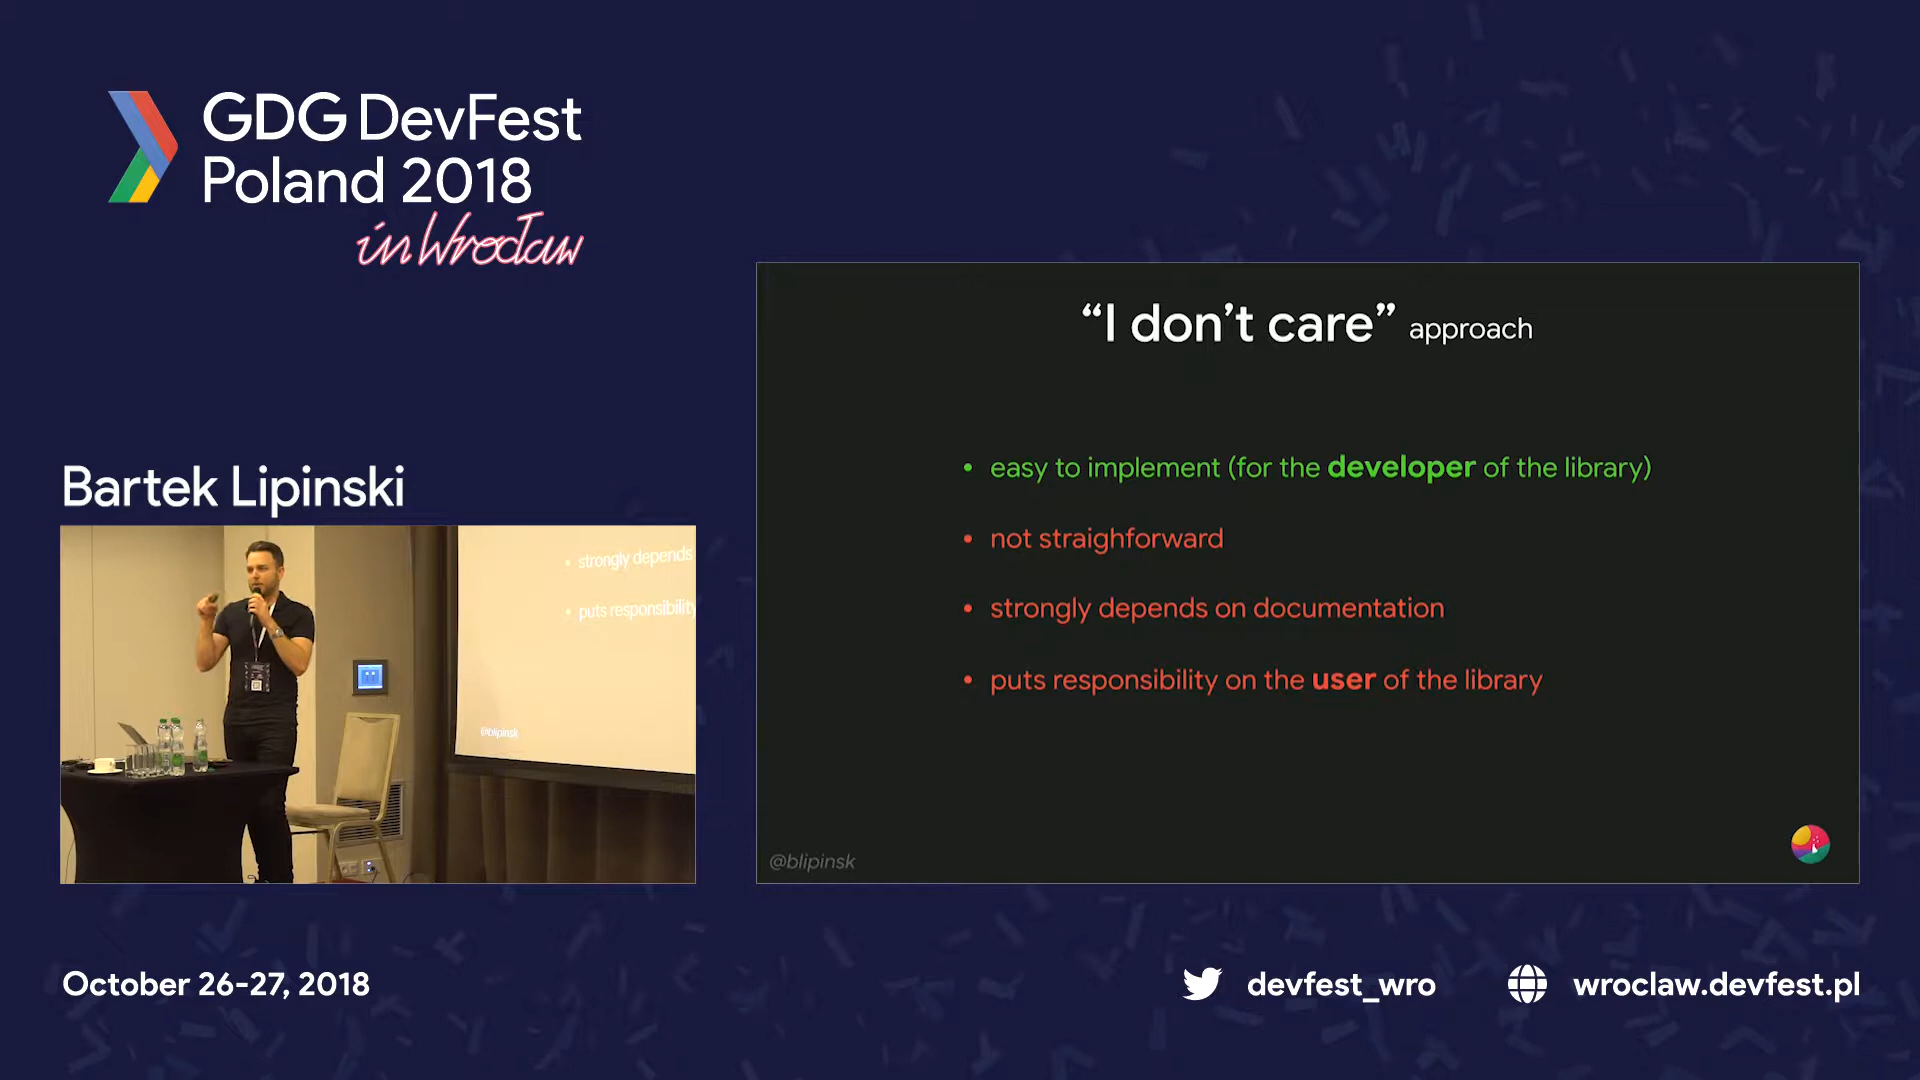 GDG DevFest
Poland 2018
in Wrocław
Bartek Lipinski
• strongly depends
• puts responsibility
@blipinsk
“I don’t care” approach
• easy to implement (for the developer of the library)
• not straighforward
• strongly depends on documentation
• puts responsibility on the user of the library
@blipinsk
October 26-27, 2018
devfest_wro
wroclaw.devfest.pl